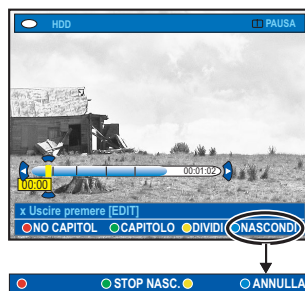 HDD PAUSA
00:01:02
00:00
x Uscire premere [EDIT]
NO CAPITOL CAPITOLO DIVIDI NASCONDI
STOP NASC. ANNULLA